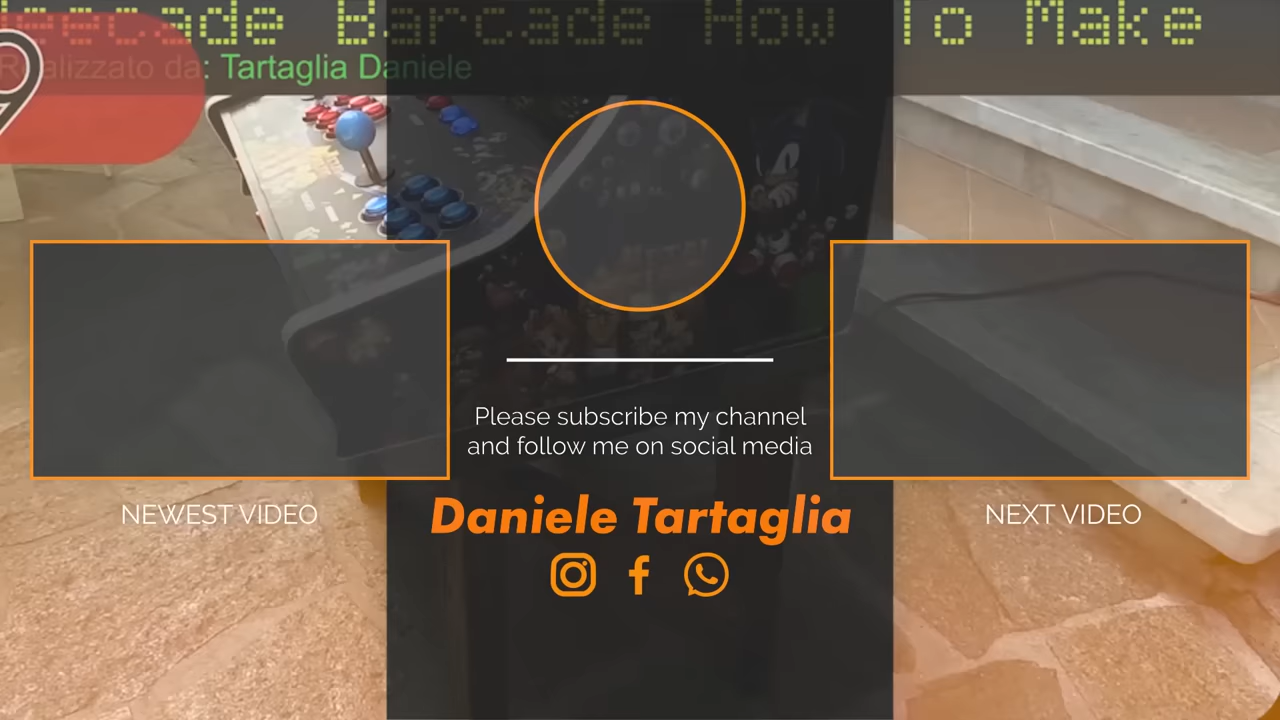 Barcade How To Make
Realizzato da: Tartaglia Daniele
9
Please subscribe my channel
and follow me on social media
NEWEST VIDEO
NEXT VIDEO
Daniele Tartaglia